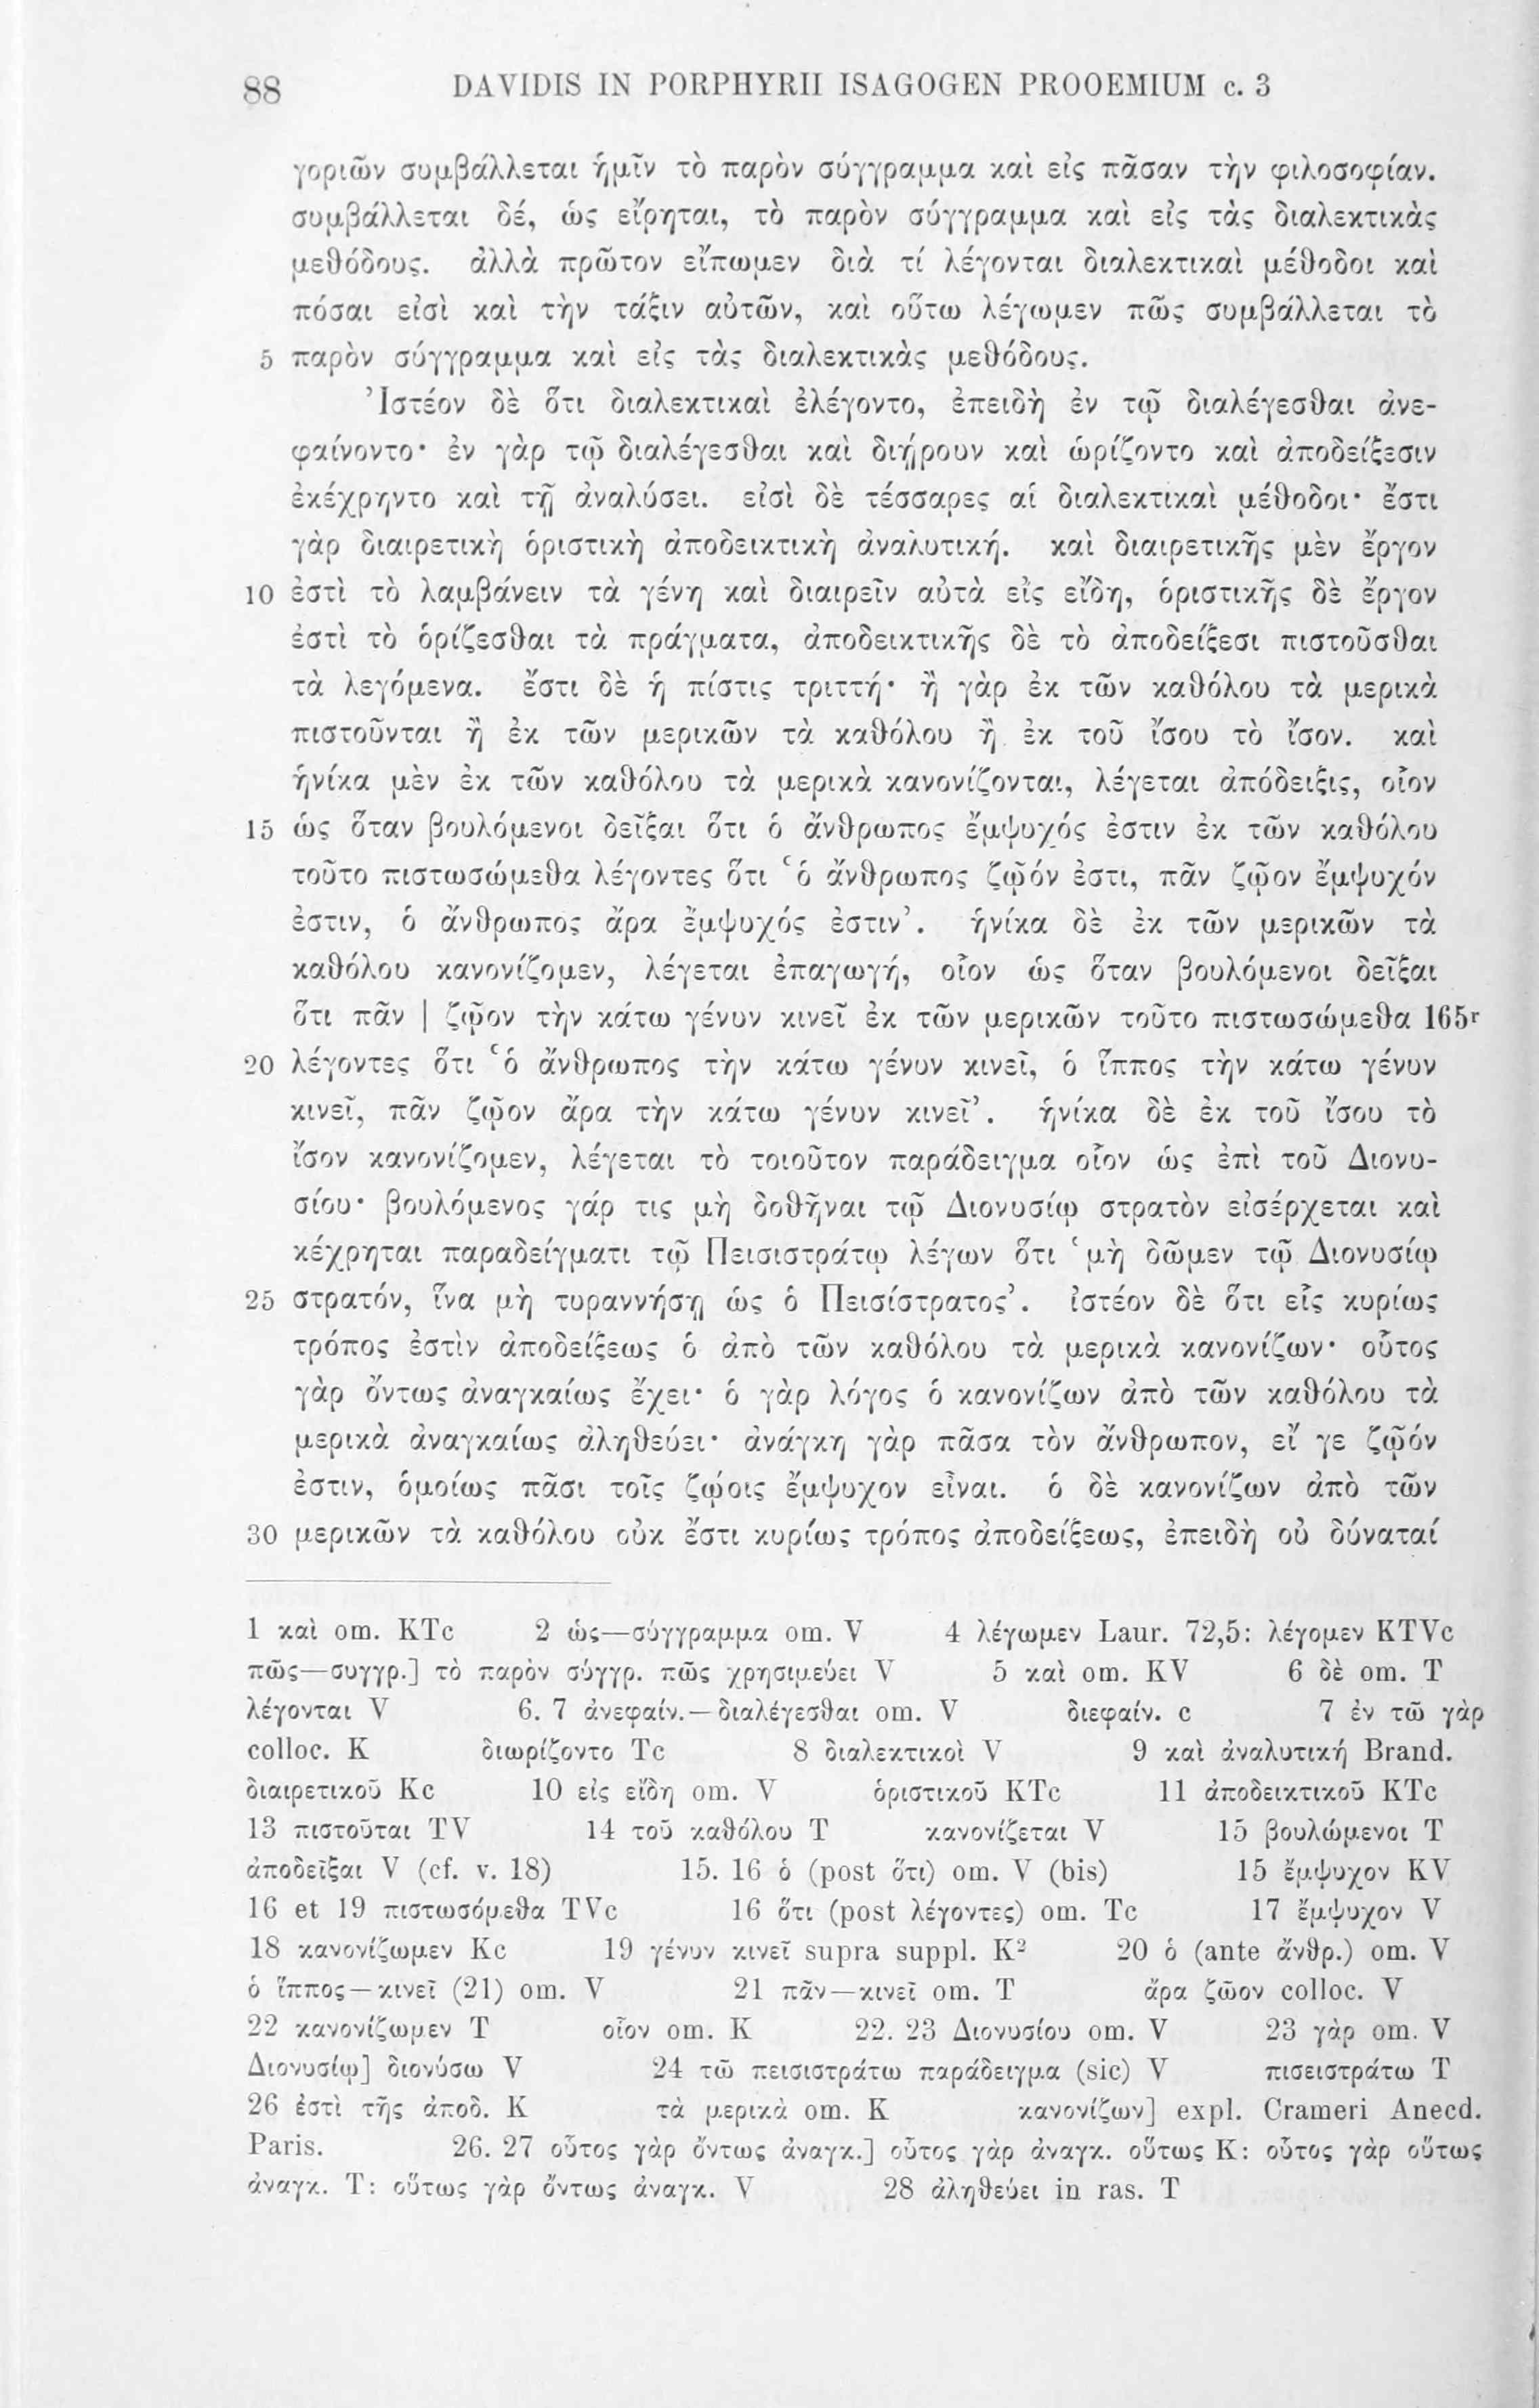 88 DAVIDIS IN PORPHYRII ISAGOGEN PROOEMIUM c. 3
γοριῶν συμβάλλεται ἡμῖν τὸ παρὸν σύγγραμμα καὶ εἰς πᾶσαν τὴν φιλοσοφίαν.
συμβάλλεται δέ, ὡς εἴρηται, τὸ παρὸν σύγγραμμα καὶ εἰς τὰς διαλεκτικὰς
μεθόδους. ἀλλὰ πρῶτον εἴπωμεν διὰ τί λέγονται διαλεκτικαὶ μέθοδοι καὶ
πόσαι εἰσὶ καὶ τὴν τάξιν αὐτῶν, καὶ οὕτω λέγωμεν πῶς συμβάλλεται τὸ
5 παρὸν σύγγραμμα καὶ εἰς τὰς διαλεκτικὰς μεθόδους.
Ἰστέον δὲ ὅτι διαλεκτικαὶ ἐλέγοντο, ἐπειδὴ ἐν τῷ διαλέγεσθαι ἀνε-
φαίνοντο· ἐν γὰρ τῷ διαλέγεσθαι καὶ διῄρουν καὶ ὡρίζοντο καὶ ἀποδείξεσιν
ἐκέχρηντο καὶ τῇ ἀναλύσει. εἰσὶ δὲ τέσσαρες αἱ διαλεκτικαὶ μέθοδοι· ἔστι
γὰρ διαιρετικὴ ὁριστικὴ ἀποδεικτικὴ ἀναλυτική. καὶ διαιρετικῆς μὲν ἔργον
10 ἐστὶ τὸ λαμβάνειν τὰ γένη καὶ διαιρεῖν αὐτὰ εἰς εἴδη, ὁριστικῆς δὲ ἔργον
ἐστὶ τὸ ὁρίζεσθαι τὰ πράγματα, ἀποδεικτικῆς δὲ τὸ ἀποδείξεσι πιστοῦσθαι
τὰ λεγόμενα. ἔστι δὲ ἡ πίστις τριττή· ἢ γὰρ ἐκ τῶν καθόλου τὰ μερικὰ
πιστοῦνται ἢ ἐκ τῶν μερικῶν τὰ καθόλου ἢ ἐκ τοῦ ἴσου τὸ ἴσον. καὶ
ἡνίκα μὲν ἐκ τῶν καθόλου τὰ μερικὰ κανονίζονται, λέγεται ἀπόδειξις, οἷον
15 ὡς ὅταν βουλόμενοι δεῖξαι ὅτι ὁ ἄνθρωπος ἔμψυχός ἐστιν ἐκ τῶν καθόλου
τοῦτο πιστωσώμεθα λέγοντες ὅτι ‘ὁ ἄνθρωπος ζῷόν ἐστι, πᾶν ζῷον ἔμψυχόν
ἐστιν, ὁ ἄνθρωπος ἄρα ἔμψυχός ἐστιν’. ἡνίκα δὲ ἐκ τῶν μερικῶν τὰ
καθόλου κανονίζομεν, λέγεται ἐπαγωγή, οἷον ὡς ὅταν βουλόμενοι δεῖξαι
ὅτι πᾶν | ζῷον τὴν κάτω γένυν κινεῖ ἐκ τῶν μερικῶν τοῦτο πιστωσώμεθα 165r
20 λέγοντες ὅτι ‘ὁ ἄνθρωπος τὴν κάτω γένυν κινεῖ, ὁ ἵππος τὴν κάτω γένυν
κινεῖ, πᾶν ζῷον ἄρα τὴν κάτω γένυν κινεῖ’. ἡνίκα δὲ ἐκ τοῦ ἴσου τὸ
ἴσον κανονίζομεν, λέγεται τὸ τοιοῦτον παράδειγμα οἷον ὡς ἐπὶ τοῦ Διονυ-
σίου· βουλόμενος γάρ τις μὴ δοθῆναι τῷ Διονυσίῳ στρατὸν εἰσέρχεται καὶ
κέχρηται παραδείγματι τῷ Πεισιστράτῳ λέγων ὅτι ‘μὴ δῶμεν τῷ Διονυσίῳ
25 στρατόν, ἵνα μὴ τυραννήσῃ ὡς ὁ Πεισίστρατος’. ἰστέον δὲ ὅτι εἷς κυρίως
τρόπος ἐστὶν ἀποδείξεως ὁ ἀπὸ τῶν καθόλου τὰ μερικὰ κανονίζων· οὗτος
γὰρ ὄντως ἀναγκαίως ἔχει· ὁ γὰρ λόγος ὁ κανονίζων ἀπὸ τῶν καθόλου τὰ
μερικὰ ἀναγκαίως ἀληθεύει· ἀνάγκη γὰρ πᾶσα τὸν ἄνθρωπον, εἴ γε ζῷόν
ἐστιν, ὁμοίως πᾶσι τοῖς ζῴοις ἔμψυχον εἶναι. ὁ δὲ κανονίζων ἀπὸ τῶν
30 μερικῶν τὰ καθόλου οὐκ ἔστι κυρίως τρόπος ἀποδείξεως, ἐπειδὴ οὐ δύναταί
1 καὶ om. KTc 2 ὡς—σύγγραμμα om. V 4 λέγωμεν Laur. 72,5: λέγομεν KTVc
πῶς—συγγρ.] τὸ παρὸν σύγγρ. πῶς χρησιμεύει V 5 καὶ om. KV 6 δὲ om. T
λέγονται V 6. 7 ἀνεφαίν.—διαλέγεσθαι om. V διεφαίν. c 7 ἐν τῶ γὰρ
colloc. K διωρίζοντο Tc 8 διαλεκτικοὶ V 9 καὶ ἀναλυτική Brand.
διαιρετικοῦ Kc 10 εἰς εἴδη om. V ὁριστικοῦ KTc 11 ἀποδεικτικοῦ KTc
13 πιστοῦται TV 14 τοῦ καθόλου T κανονίζεται V 15 βουλώμενοι T
ἀποδεῖξαι V (cf. v. 18) 15. 16 ὁ (post ὅτι) om. V (bis) 15 ἔμψυχον KV
16 et 19 πιστωσόμεθα TVc 16 ὅτι (post λέγοντες) om. Tc 17 ἔμψυχον V
18 κανονίζωμεν Kc 19 γένυν κινεῖ supra suppl. K² 20 ὁ (ante ἄνθρ.) om. V
ὁ ἵππος—κινεῖ (21) om. V 21 πᾶν—κινεῖ om. T ἄρα ζῶον colloc. V
22 κανονίζωμεν T οἷον om. K 22. 23 Διονυσίου om. V 23 γὰρ om. V
Διονυσίῳ] διονύσω V 24 τῶ πεισιστράτω παράδειγμα (sic) V πισειστράτω T
26 ἐστὶ τῆς ἀποδ. K τὰ μερικὰ om. K κανονίζων] expl. Crameri Anecd.
Paris. 26. 27 οὗτος γὰρ ὄντως ἀναγκ.] οὗτος γὰρ ἀναγκ. οὕτως K: οὗτος γὰρ οὕτως
ἀναγκ. T: οὕτως γὰρ ὄντως ἀναγκ. V 28 ἀληθεύει in ras. T